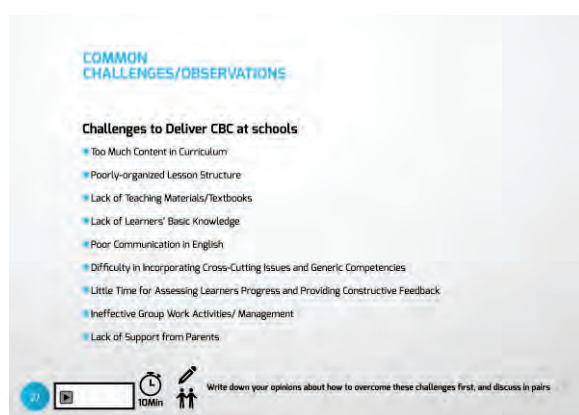 COMMON
CHALLENGES/OBSERVATIONS
Challenges to Deliver CBC at schools
Too Much Content in Curriculum
Poorly-organized Lesson Structure
Lack of Teaching Materials/Textbooks
Lack of Learners' Basic Knowledge
Poor Communication in English
Difficulty in Incorporating Cross-Cutting Issues and Generic Competencies
Little Time for Assessing Learners Progress and Providing Constructive Feedback
Ineffective Group Work Activities/ Management
Lack of Support from Parents
10Min
Write down your opinions about how to overcome these challenges first, and discuss in pairs